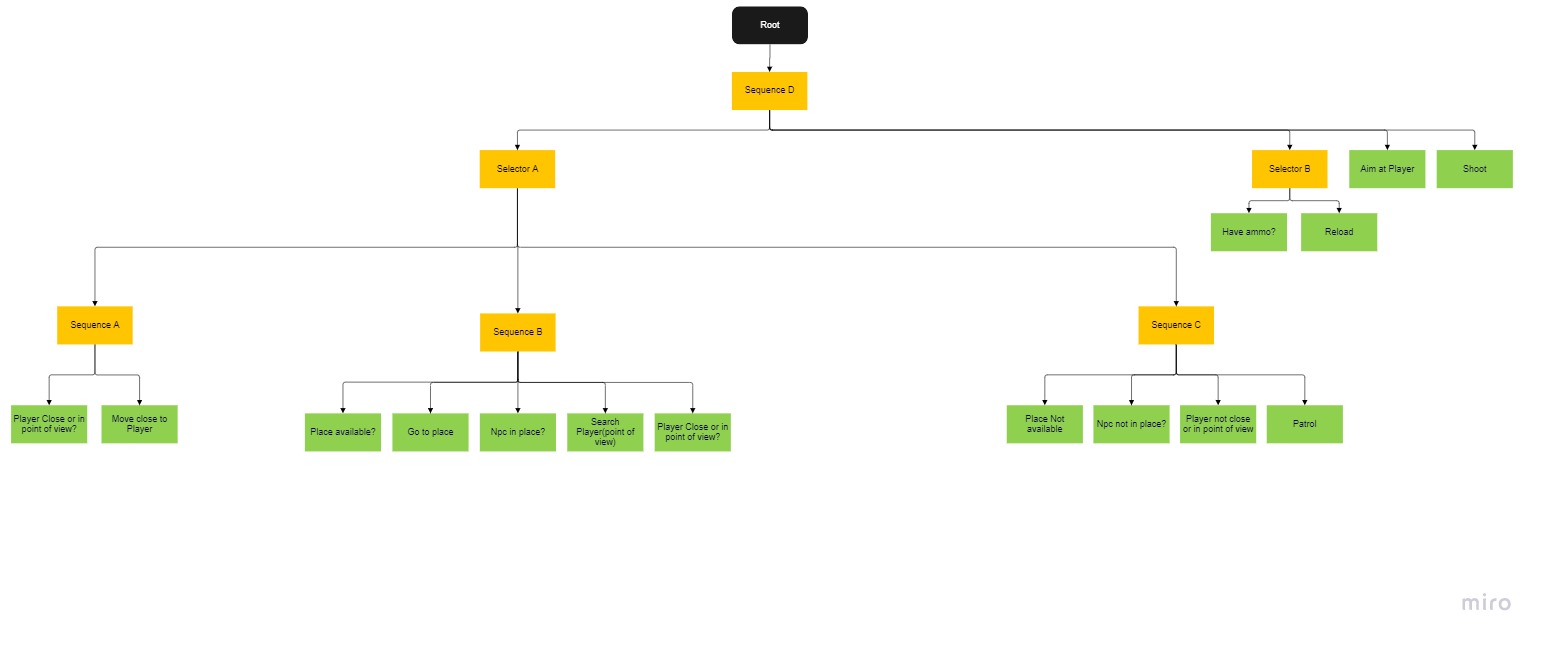 Root
Sequence D
Selector A
Selector B
Aim at Player
Shoot
Have ammo?
Reload
Sequence A
Sequence B
Sequence C
Player Close or in
point of view?
Move close to
Player
Place available?
Go to place
Npc in place?
Search
Player(point of
view)
Player Close or in
point of view?
Place Not
available
Npc not in place?
Player not close
or in point of view
Patrol
miro